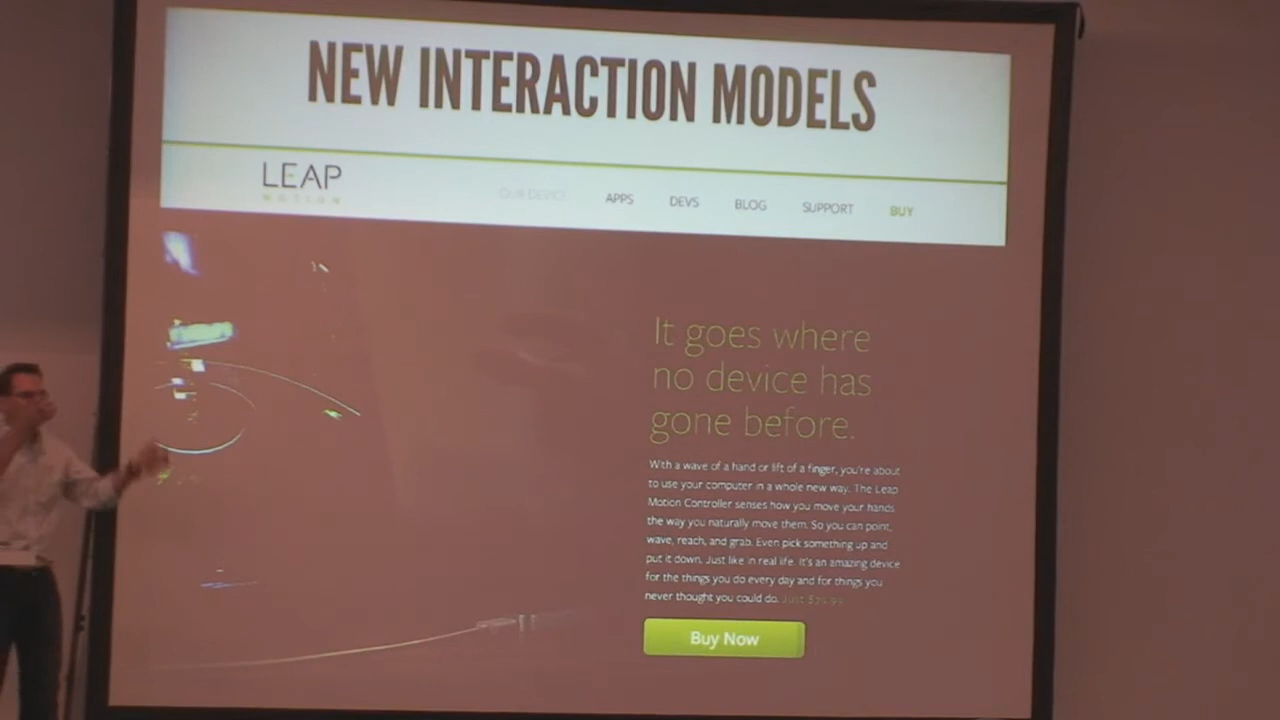 NEW INTERACTION MODELS
LEAP
MOTION
OUR DEVICE APPS DEVS BLOG SUPPORT BUY
It goes where
no device has
gone before.
With a wave of a hand or lift of a finger, you're about
to use your computer in a whole new way. The Leap
Motion Controller senses how you move your hands
the way you naturally move them. So you can point,
wave, reach, and grab. Even pick something up and
put it down. Just like in real life. It's an amazing device
for the things you do every day and for things you
never thought you could do. Just
Buy Now